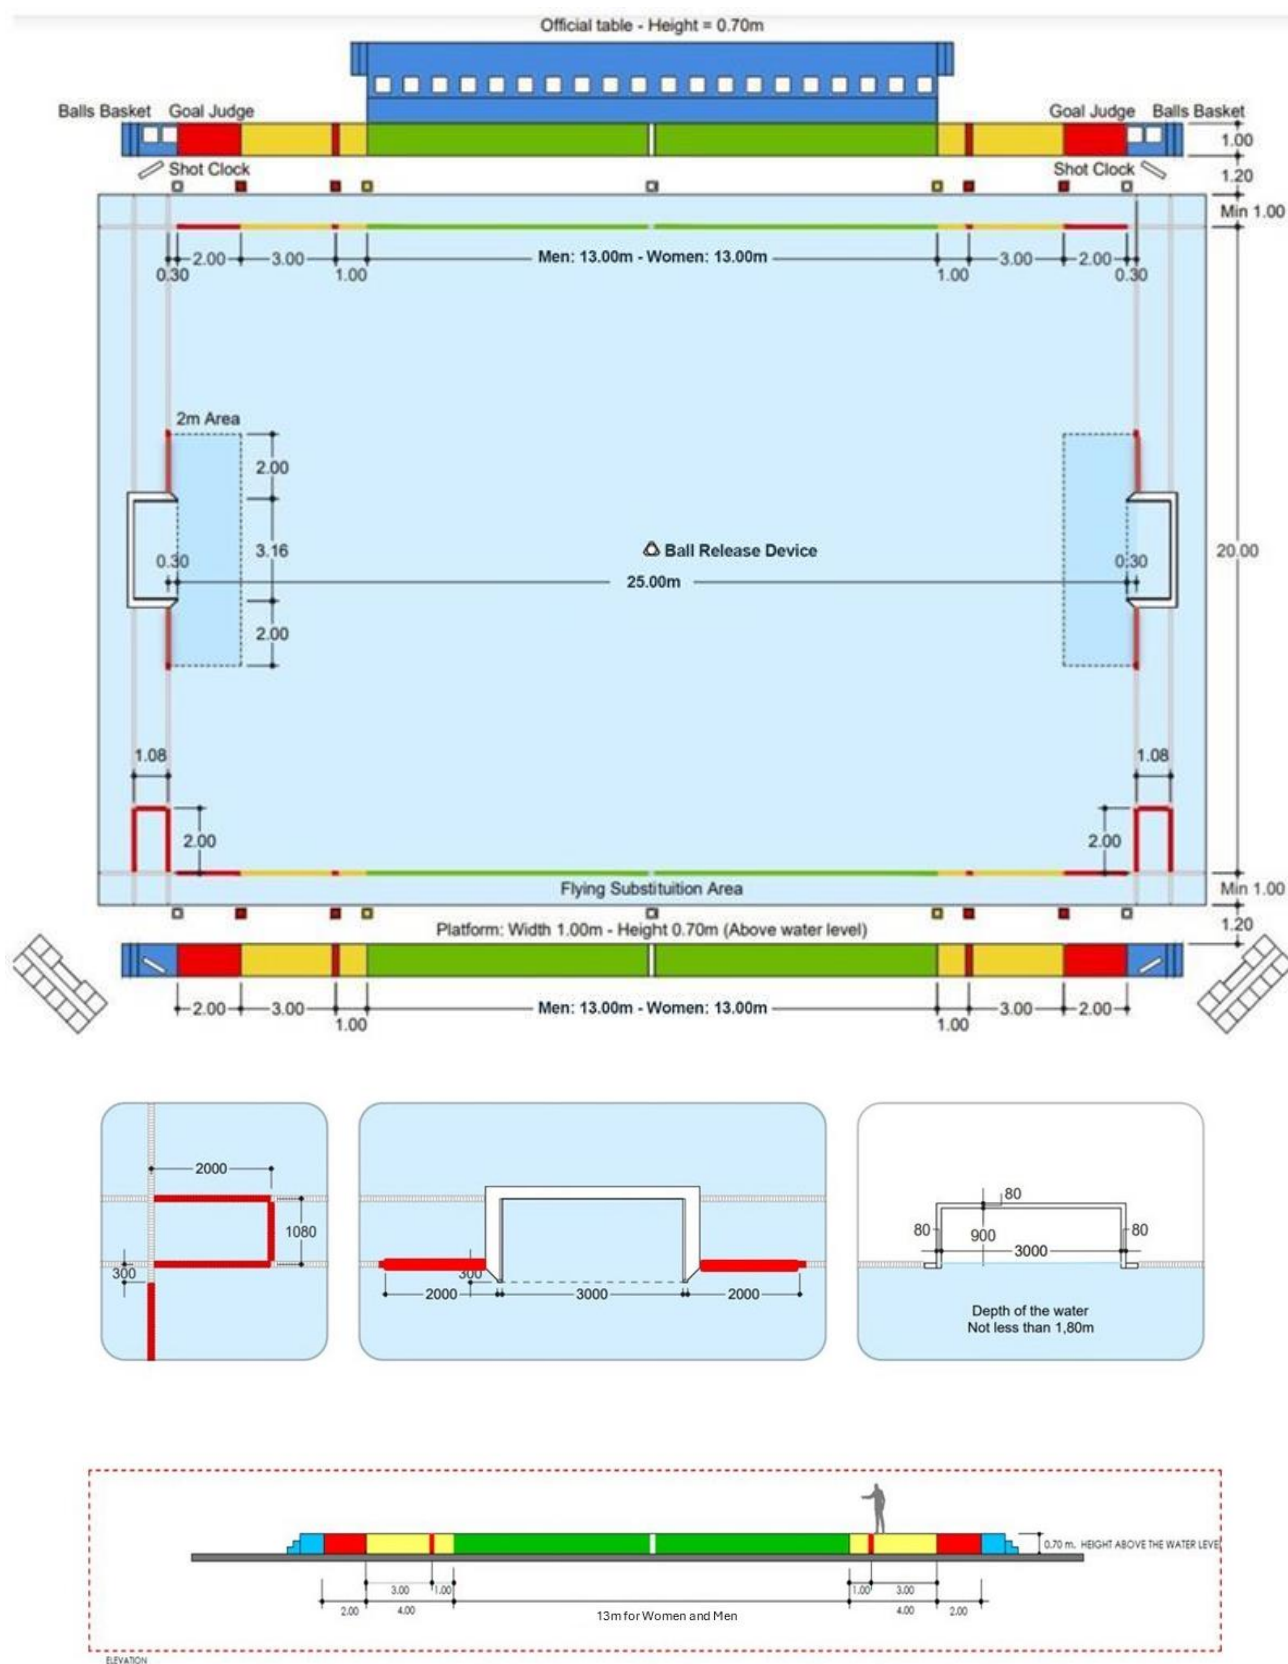 Official table - Height = 0.70m
Balls Basket Goal Judge
Goal Judge Balls Basket
1.00
Shot Clock
Shot Clock
1.20
Min 1.00
2.00 3.00 Men: 13.00m - Women: 13.00m 3.00 2.00
0.30 1.00 1.00 0.30
2m Area
2.00
3.16
0.30
Ball Release Device
0.30
20.00
25.00m
2.00
1.08
1.08
2.00
2.00
Flying Substituition Area
Min 1.00
1.20
Platform: Width 1.00m - Height 0.70m (Above water level)
2.00 3.00 Men: 13.00m - Women: 13.00m 3.00 2.00
1.00 1.00
2000
1080
300
300
2000 3000 2000
80
80 900 80
3000
Depth of the water
Not less than 1,80m
0.70 m. HEIGHT ABOVE THE WATER LEVE
3.00 1.00 1.00 3.00
2.00 4.00 13m for Women and Men 4.00 2.00
ELEVATION